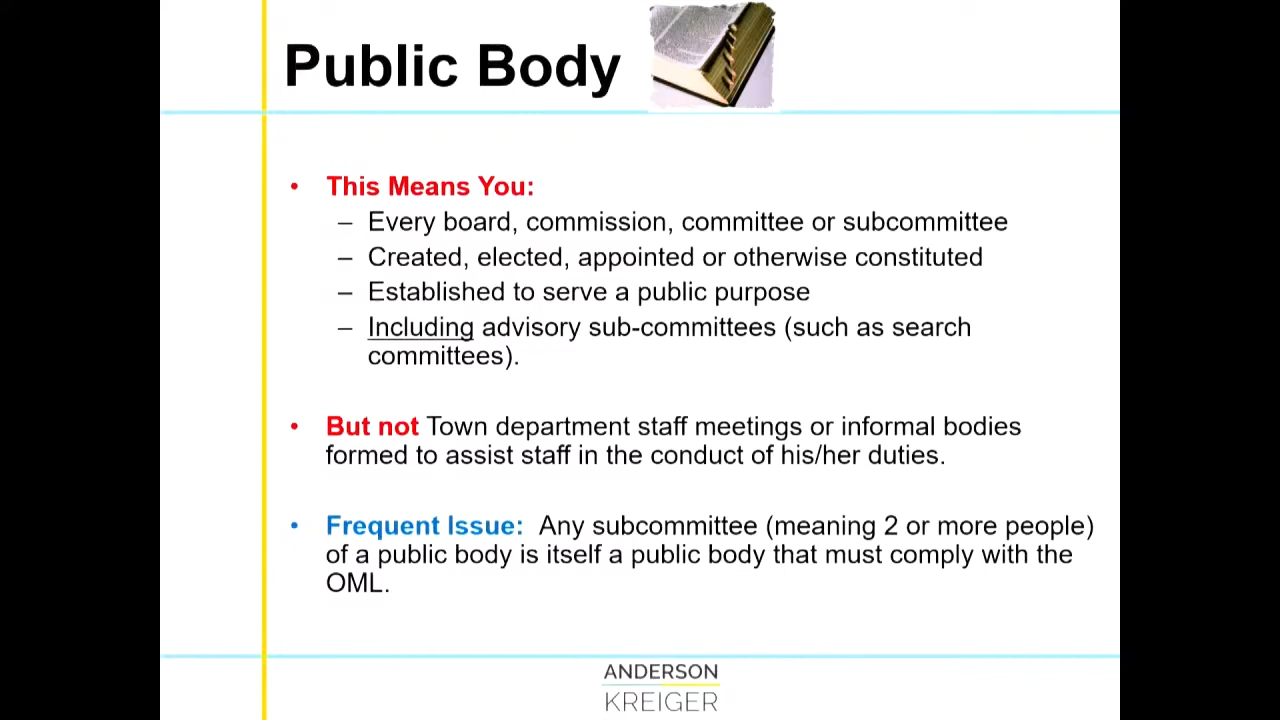 Public Body
• This Means You:
– Every board, commission, committee or subcommittee
– Created, elected, appointed or otherwise constituted
– Established to serve a public purpose
– Including advisory sub-committees (such as search
committees).
• But not Town department staff meetings or informal bodies
formed to assist staff in the conduct of his/her duties.
• Frequent Issue:  Any subcommittee (meaning 2 or more people)
of a public body is itself a public body that must comply with the
OML.
ANDERSON
KREIGER